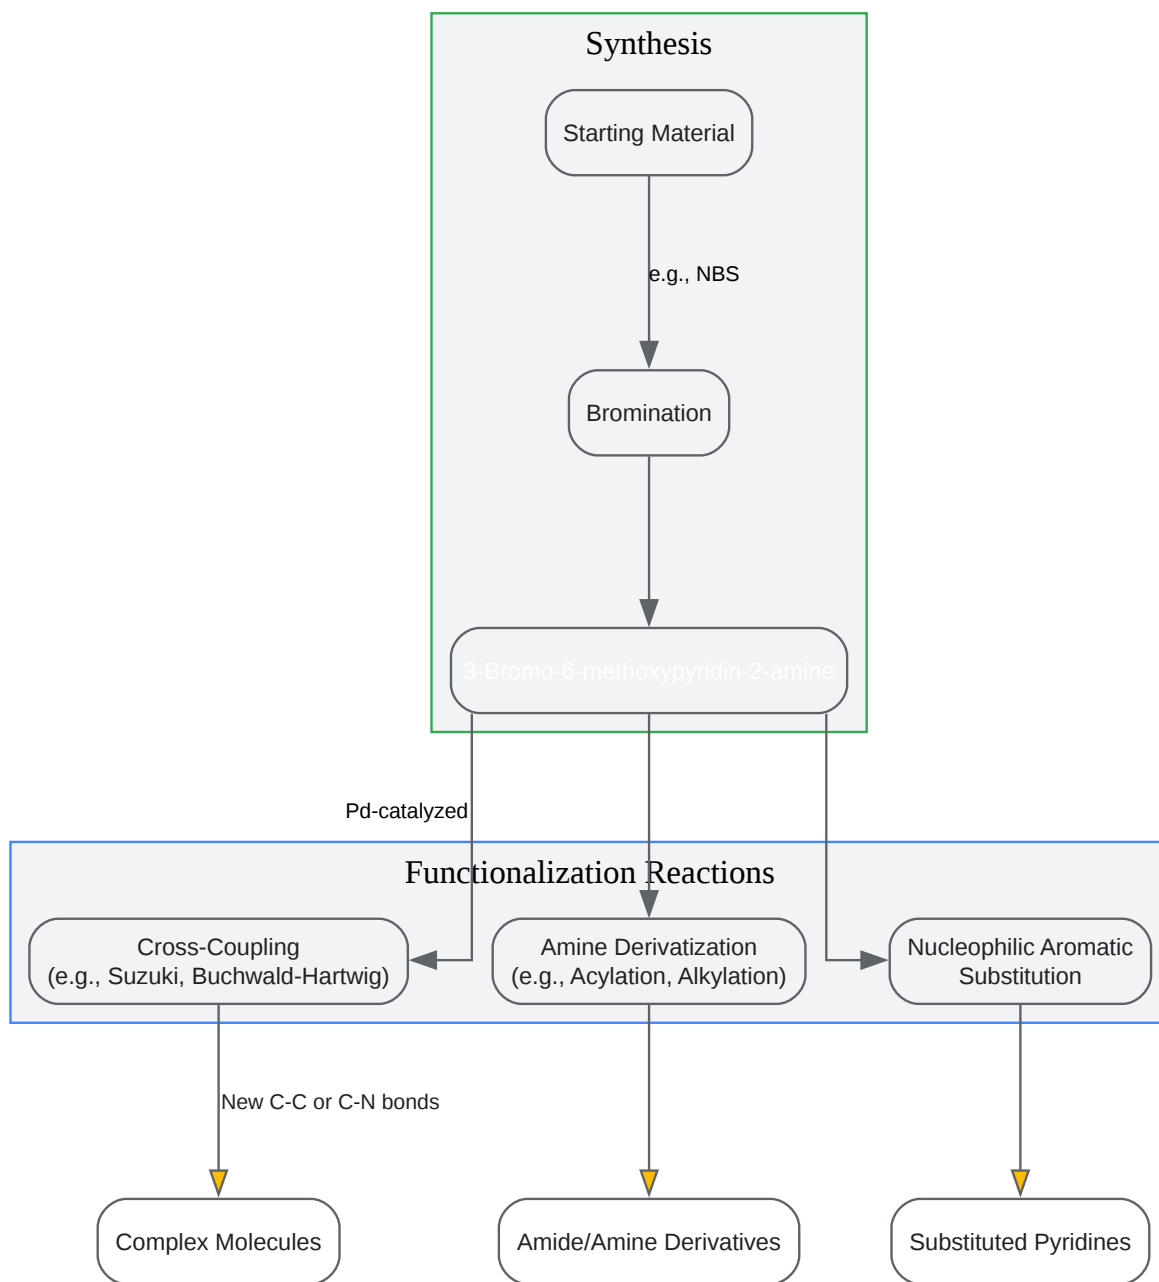 Synthesis
Starting Material
e.g., NBS
Bromination
3-Bromo-6-methoxypyridin-2-amine
Pd-catalyzed
Functionalization Reactions
Cross-Coupling
(e.g., Suzuki, Buchwald-Hartwig)
Amine Derivatization
(e.g., Acylation, Alkylation)
Nucleophilic Aromatic
Substitution
New C-C or C-N bonds
Complex Molecules
Amide/Amine Derivatives
Substituted Pyridines